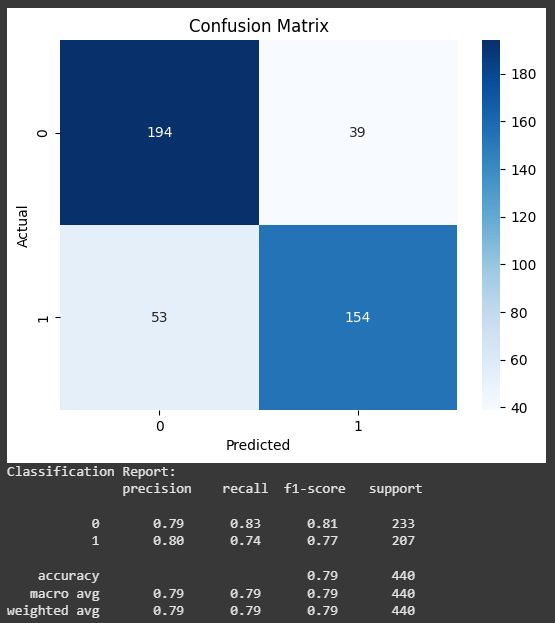 Confusion Matrix
180
194
39
0
160
140
120
Actual
100
53
154
1
80
60
40
0
1
Predicted
Classification Report:
precision recall f1-score support
0 0.79 0.83 0.81 233
1 0.80 0.74 0.77 207
accuracy 0.79 440
macro avg 0.79 0.79 0.79 440
weighted avg 0.79 0.79 0.79 440